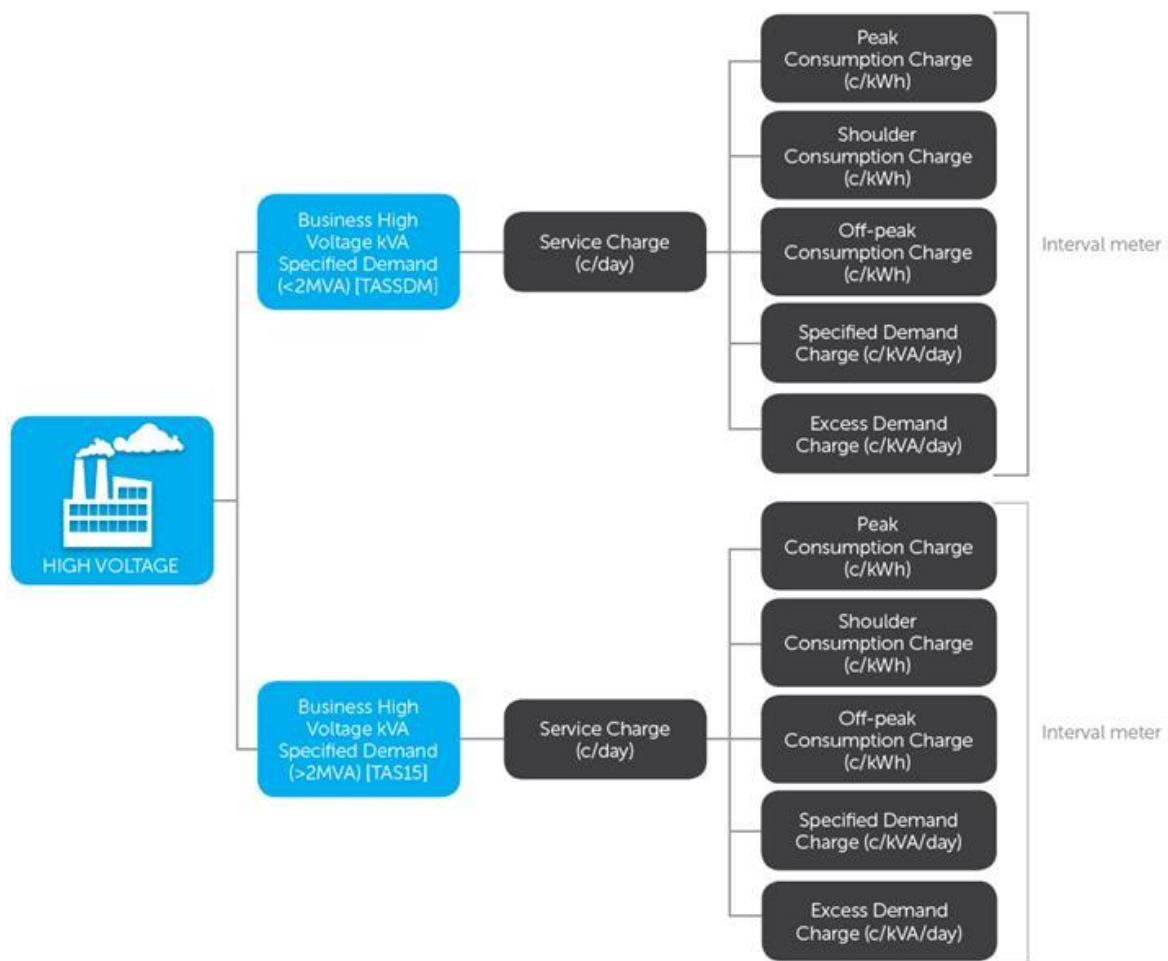 HIGH VOLTAGE
Business High
Voltage kVA
Specified Demand
(<2MVA) [TASSDM]
Service Charge
(c/day)
Peak
Consumption Charge
(c/kWh)
Shoulder
Consumption Charge
(c/kWh)
Off-peak
Consumption Charge
(c/kWh)
Specified Demand
Charge (c/kVA/day)
Excess Demand
Charge (c/kVA/day)
Interval meter
Business High
Voltage kVA
Specified Demand
(>2MVA) [TAS15]
Service Charge
(c/day)
Peak
Consumption Charge
(c/kWh)
Shoulder
Consumption Charge
(c/kWh)
Off-peak
Consumption Charge
(c/kWh)
Specified Demand
Charge (c/kVA/day)
Excess Demand
Charge (c/kVA/day)
Interval meter